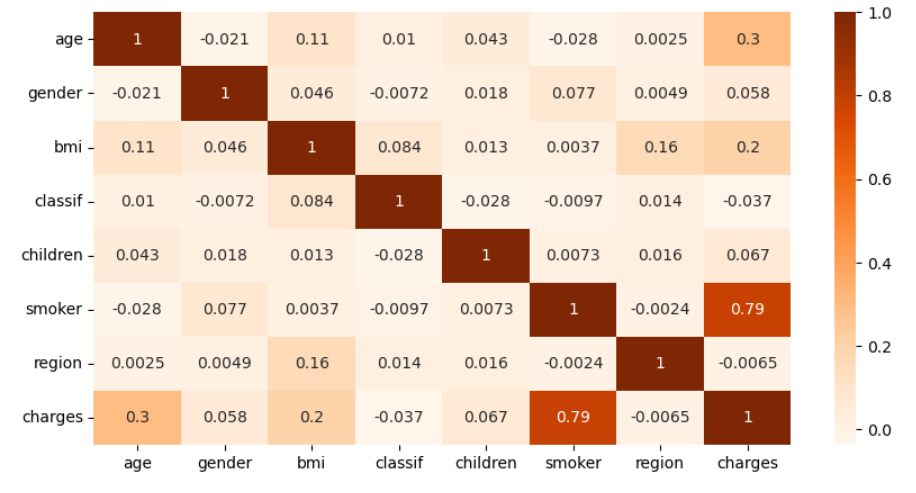 age 1 -0.021 0.11 0.01 0.043 -0.028 0.0025 0.3
gender -0.021 1 0.046 -0.0072 0.018 0.077 0.0049 0.058
bmi 0.11 0.046 1 0.084 0.013 0.0037 0.16 0.2
classif 0.01 -0.0072 0.084 1 -0.028 -0.0097 0.014 -0.037
children 0.043 0.018 0.013 -0.028 1 0.0073 0.016 0.067
smoker -0.028 0.077 0.0037 -0.0097 0.0073 1 -0.0024 0.79
region 0.0025 0.0049 0.16 0.014 0.016 -0.0024 1 -0.0065
charges 0.3 0.058 0.2 -0.037 0.067 0.79 -0.0065 1
age gender bmi classif children smoker region charges
1.0
0.8
0.6
0.4
0.2
0.0